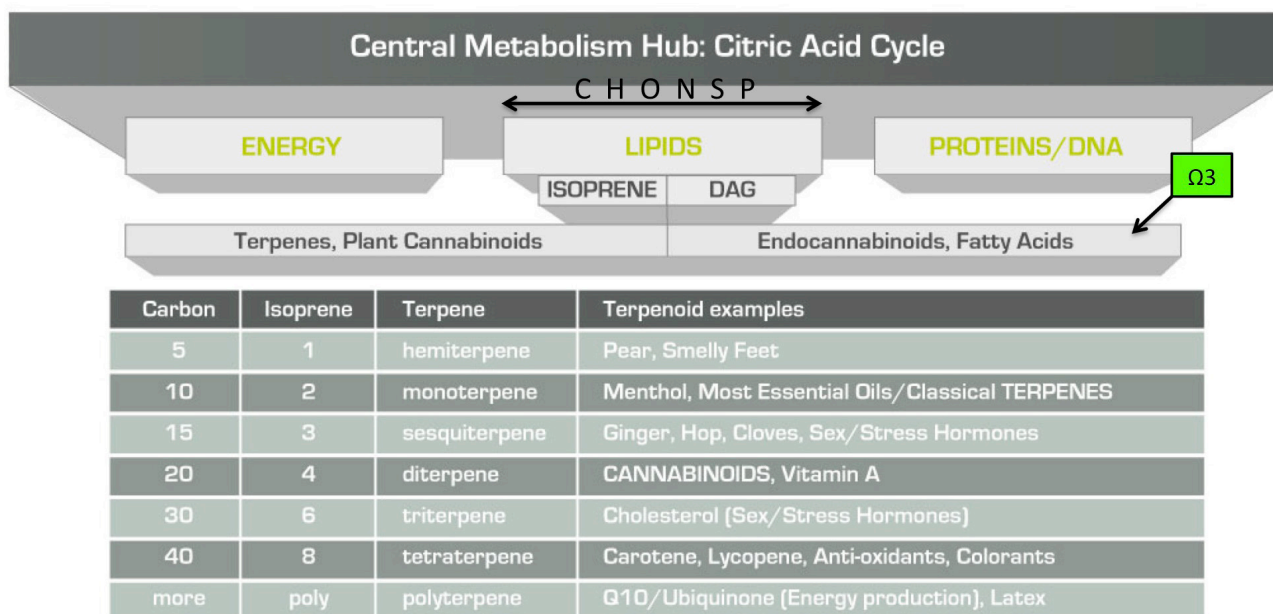 Central Metabolism Hub: Citric Acid Cycle
C H O N S P
ENERGY LIPIDS PROTEINS/DNA
Ω3
ISOPRENE DAG
Terpenes, Plant Cannabinoids Endocannabinoids, Fatty Acids
Carbon Isoprene Terpene Terpenoid examples
5 1 hemiterpene Pear, Smelly Feet
10 2 monoterpene Menthol, Most Essential Oils/Classical TERPENES
15 3 sesquiterpene Ginger, Hop, Cloves, Sex/Stress Hormones
20 4 diterpene CANNABINOIDS, Vitamin A
30 6 triterpene Cholesterol (Sex/Stress Hormones)
40 8 tetraterpene Carotene, Lycopene, Anti-oxidants, Colorants
more poly polyterpene Q10/Ubiquinone (Energy production), Latex